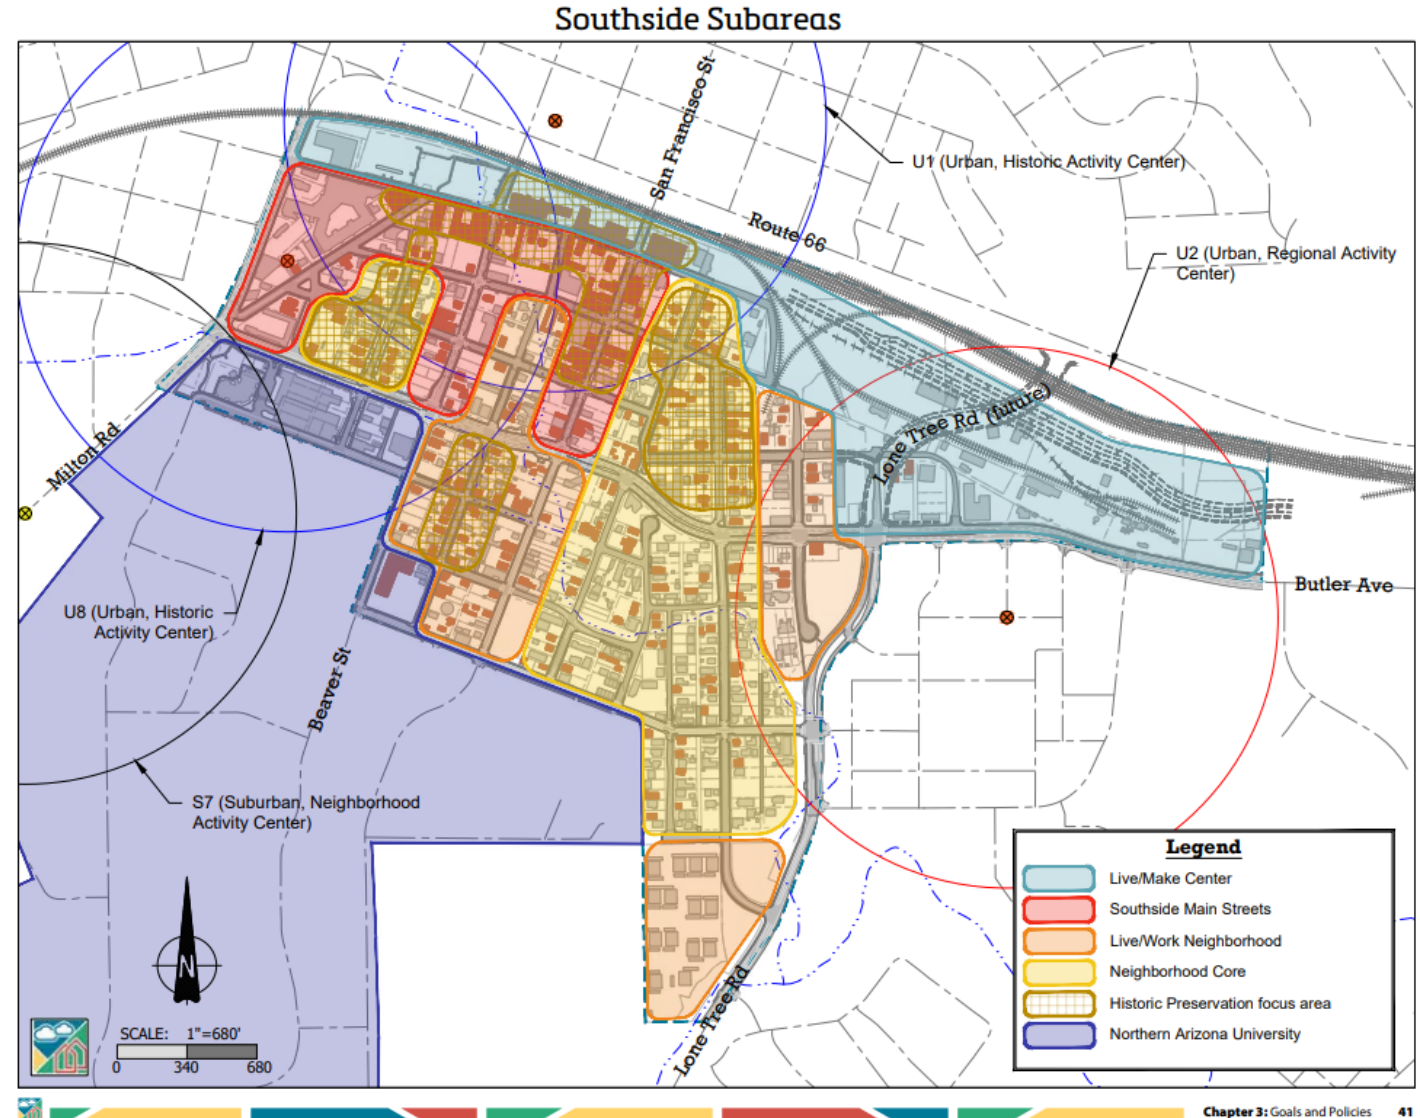 Southside Subareas
San Francisco St
U1 (Urban, Historic Activity Center)
Route 66
U2 (Urban, Regional Activity
Center)
Lone Tree Rd (future)
Milton Rd
Butler Ave
U8 (Urban, Historic
Activity Center)
Beaver St
S7 (Suburban, Neighborhood
Activity Center)
Legend
Live/Make Center
Southside Main Streets
Live/Work Neighborhood
Neighborhood Core
Historic Preservation focus area
Northern Arizona University
N
SCALE: 1"=680'
0 340 680
Lone Tree Rd
Chapter 3: Goals and Policies 41